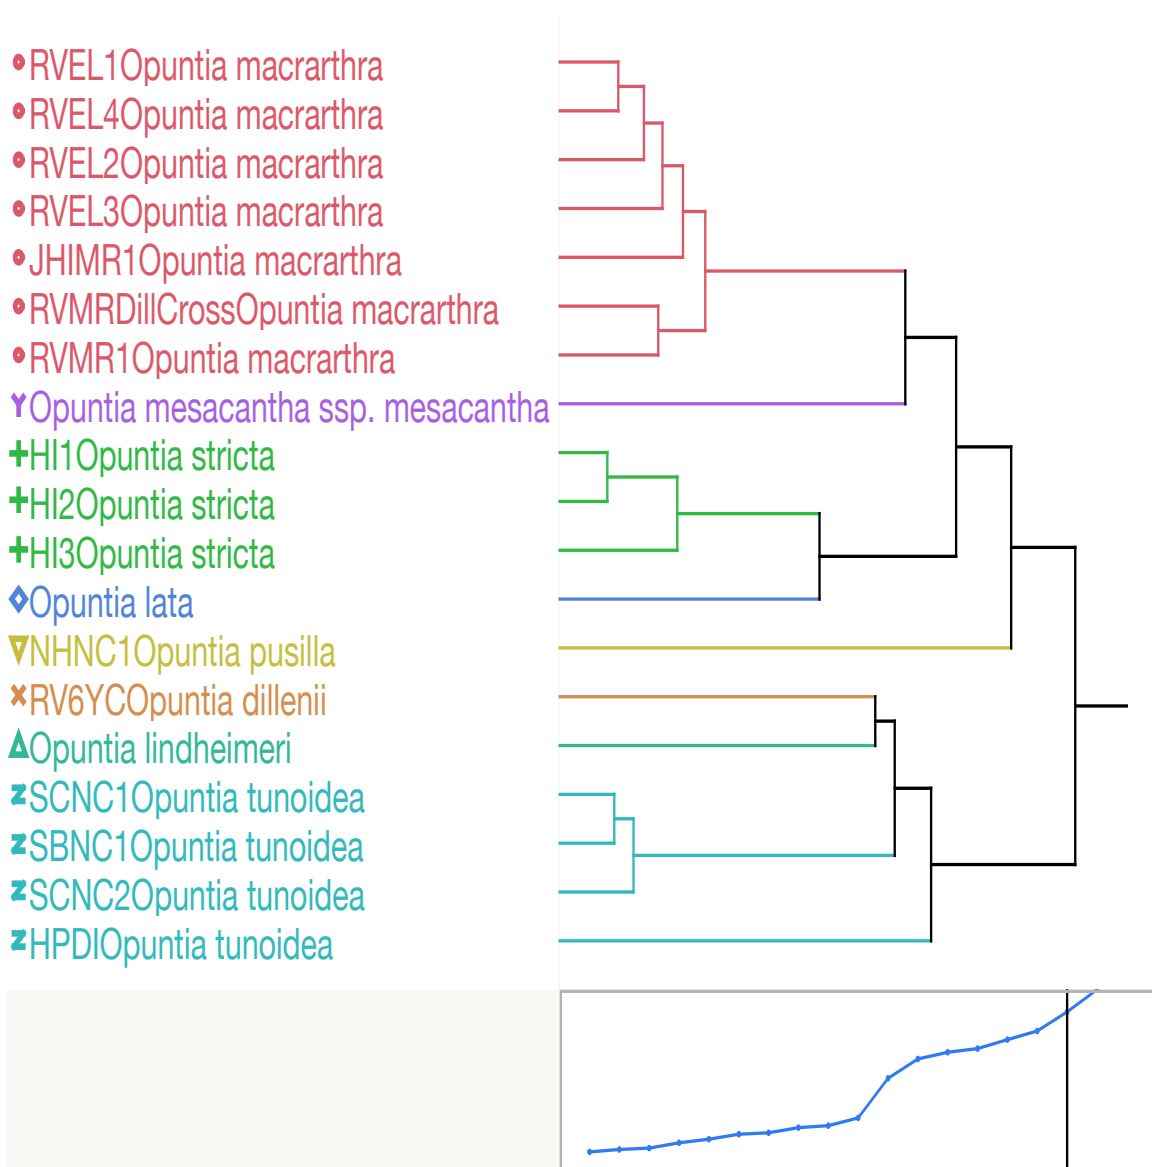 RVEL1Opuntia macrarthra
RVEL4Opuntia macrarthra
RVEL2Opuntia macrarthra
RVEL3Opuntia macrarthra
JHIMR1Opuntia macrarthra
RVMRDillCrossOpuntia macrarthra
RVMR1Opuntia macrarthra
Opuntia mesacantha ssp. mesacantha
HI1Opuntia stricta
HI2Opuntia stricta
HI3Opuntia stricta
Opuntia lata
NHNC1Opuntia pusilla
RV6YCOpuntia dillenii
Opuntia lindheimeri
SCNC1Opuntia tunoidea
SBNC1Opuntia tunoidea
SCNC2Opuntia tunoidea
HPDIOpuntia tunoidea